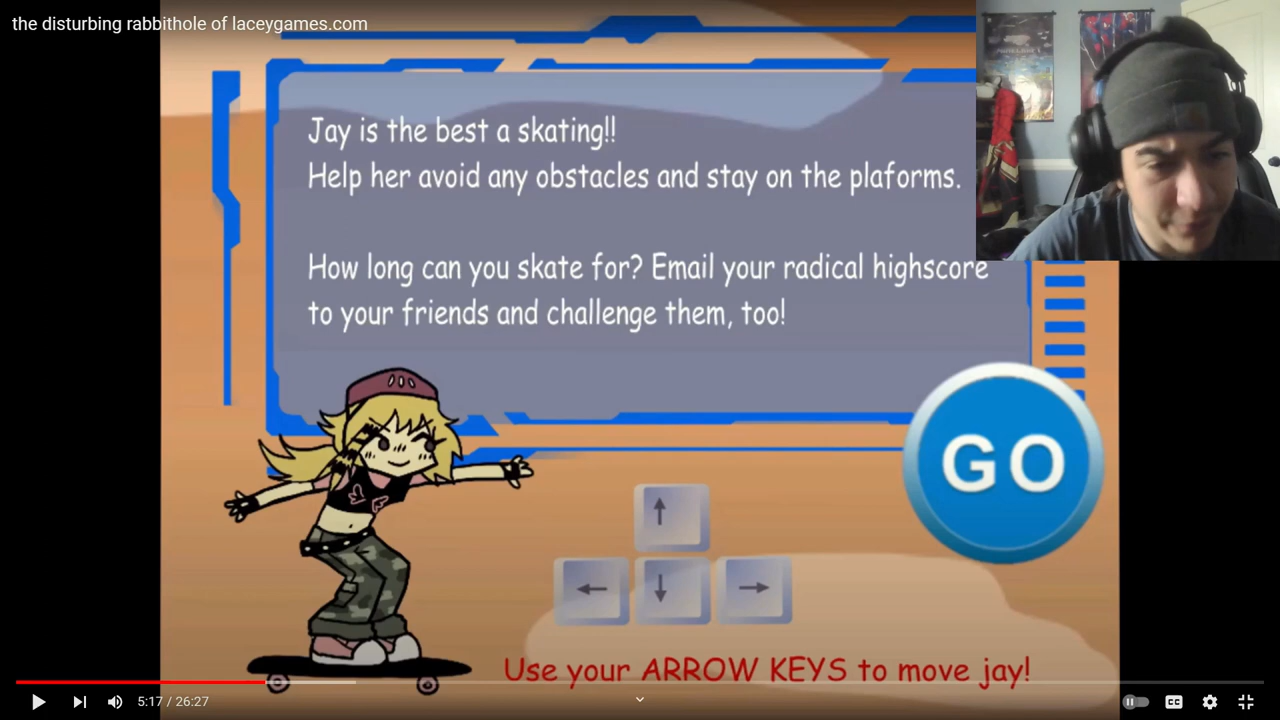 the disturbing rabbithole of laceygames.com
Jay is the best a skating!!
Help her avoid any obstacles and stay on the plaforms.
How long can you skate for? Email your radical highscore
to your friends and challenge them, too!
GO
Use your ARROW KEYS to move jay!
5:17 / 26:27
CC